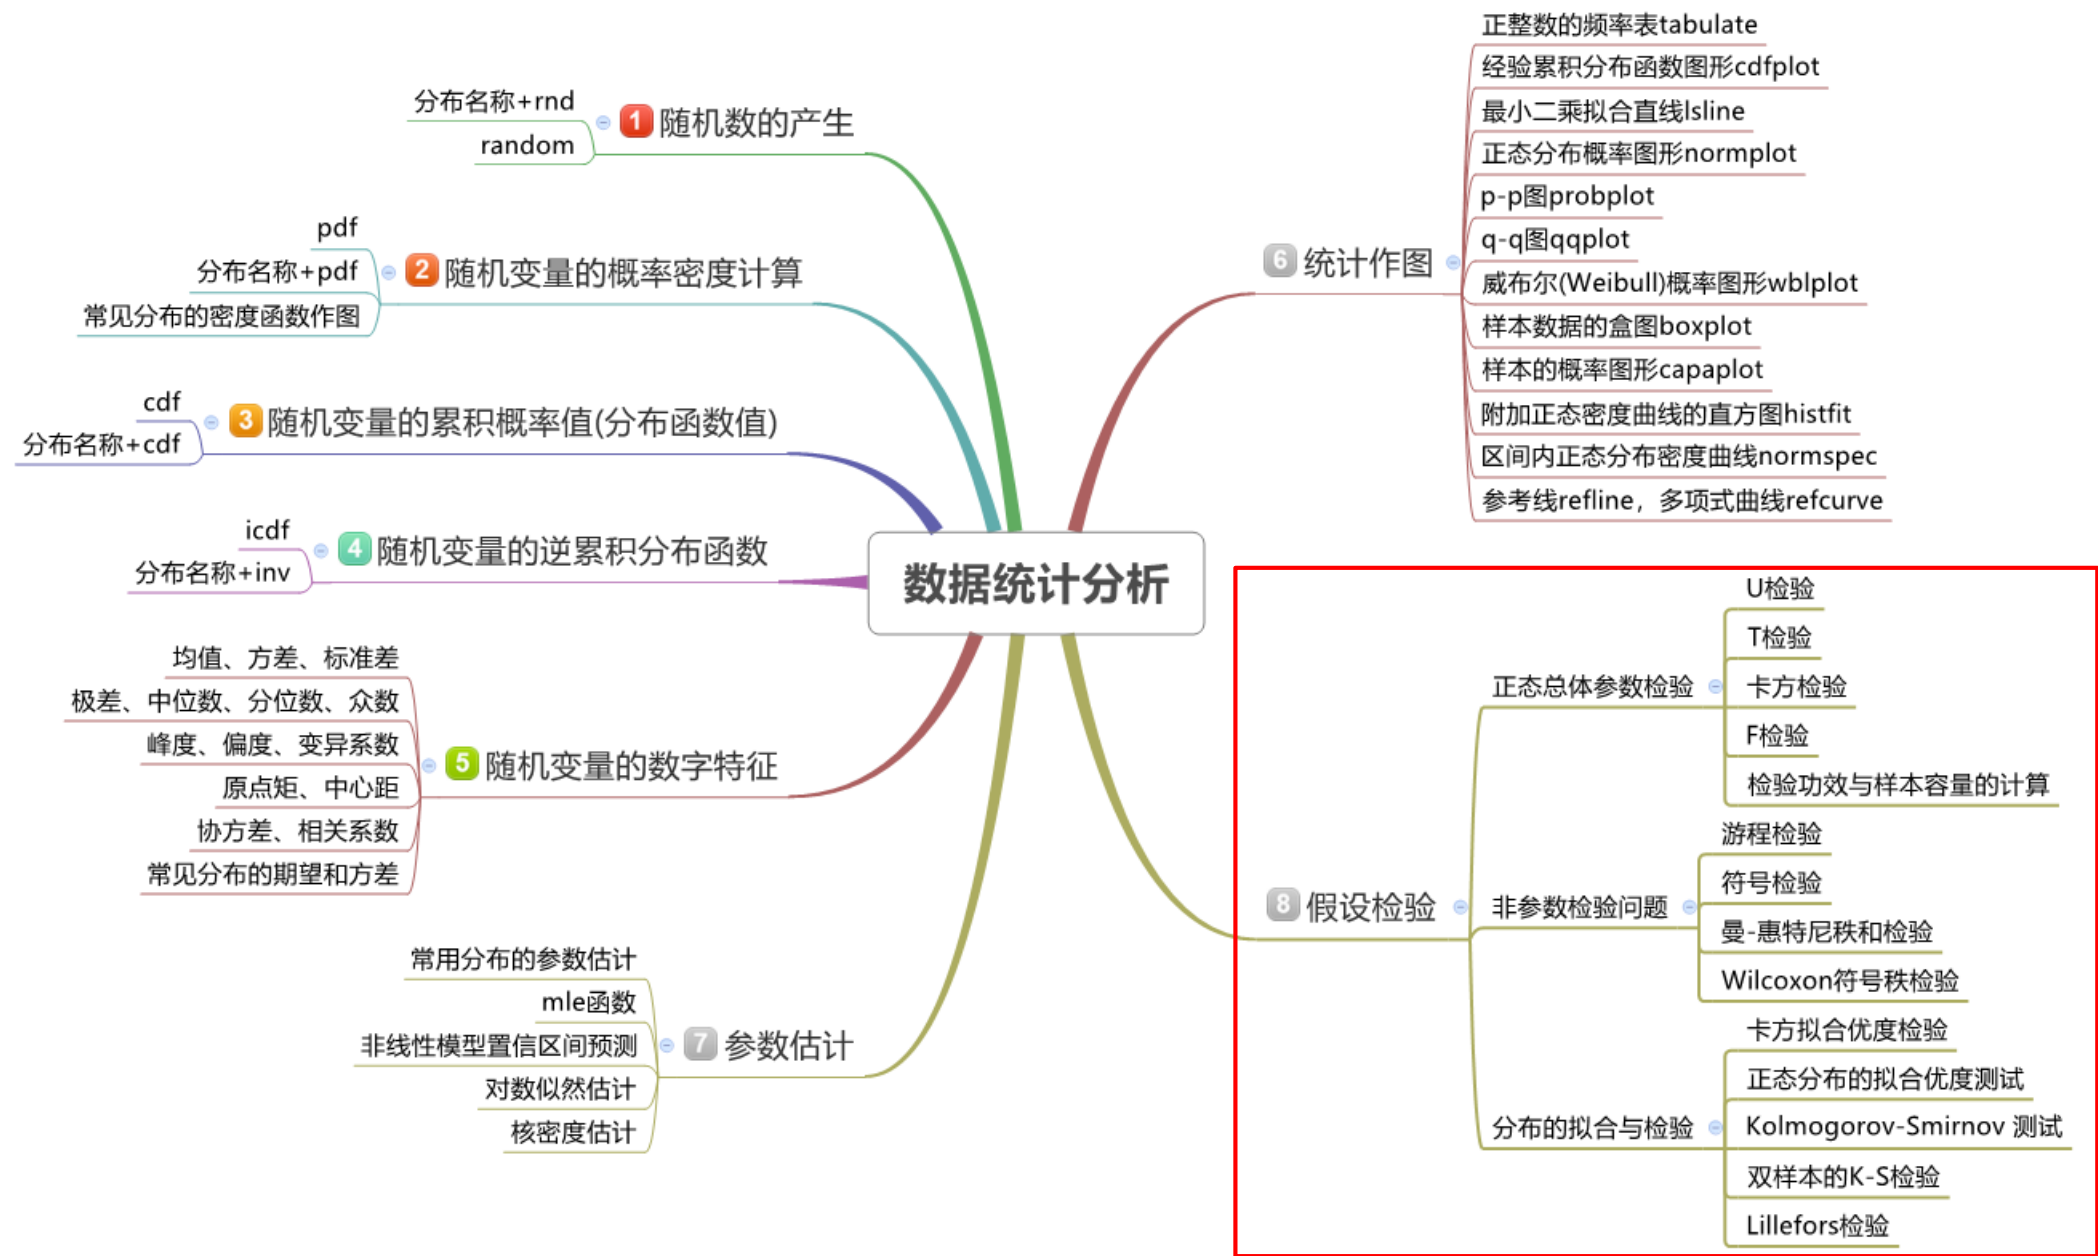 分布名称+rnd
random
1 随机数的产生
pdf
分布名称+pdf
常见分布的密度函数作图
2 随机变量的概率密度计算
cdf
分布名称+cdf
3 随机变量的累积概率值(分布函数值)
icdf
分布名称+inv
4 随机变量的逆累积分布函数
均值、方差、标准差
极差、中位数、分位数、众数
峰度、偏度、变异系数
原点矩、中心距
协方差、相关系数
常见分布的期望和方差
5 随机变量的数字特征
常用分布的参数估计
mle函数
非线性模型置信区间预测
对数似然估计
核密度估计
7 参数估计
数据统计分析
6 统计作图
正整数的频率表tabulate
经验累积分布函数图形cdfplot
最小二乘拟合直线lsline
正态分布概率图形normplot
p-p图probplot
q-q图qqplot
威布尔(Weibull)概率图形wblplot
样本数据的盒图boxplot
样本的概率图形capaplot
附加正态密度曲线的直方图histfit
区间内正态分布密度曲线normspec
参考线refline，多项式曲线refcurve
8 假设检验
正态总体参数检验
U检验
T检验
卡方检验
F检验
检验功效与样本容量的计算
非参数检验问题
游程检验
符号检验
曼-惠特尼秩和检验
Wilcoxon符号秩检验
分布的拟合与检验
卡方拟合优度检验
正态分布的拟合优度测试
Kolmogorov-Smirnov 测试
双样本的K-S检验
Lillefors检验